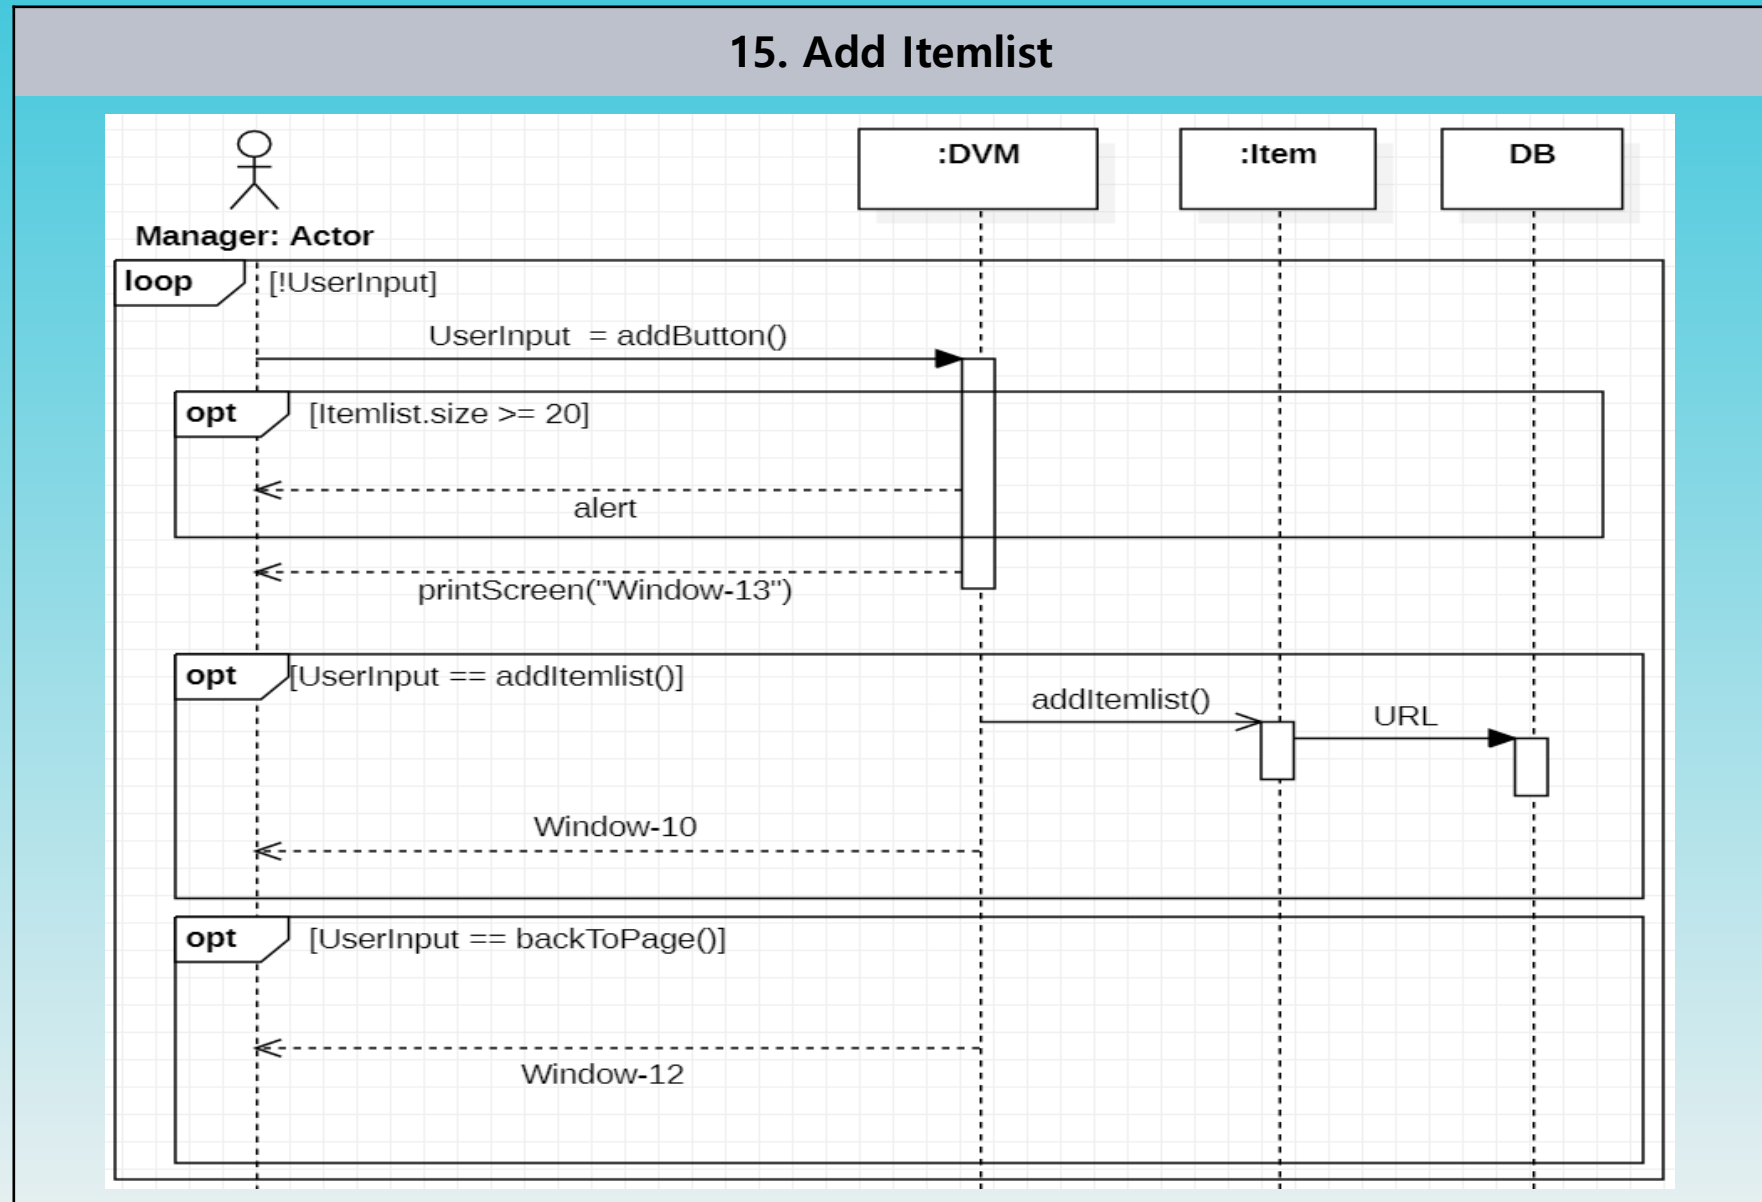 15. Add Itemlist
:DVM
:Item
DB
Manager: Actor
loop
[!UserInput]
UserInput  = addButton()
opt
[Itemlist.size >= 20]
alert
printScreen("Window-13")
opt
[UserInput == addItemlist()]
addItemlist()
URL
Window-10
opt
[UserInput == backToPage()]
Window-12